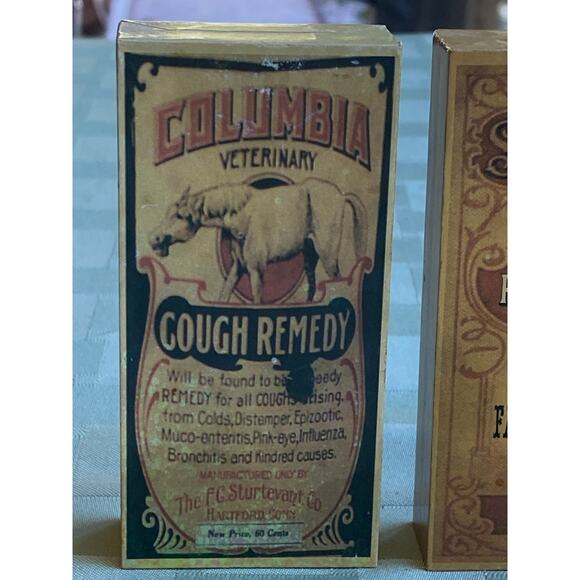 COLUMBIA
VETERINARY
COUGH REMEDY
Will be found to be
REMEDY for all COUGHS
from Colds, Distemper, Epizootic,
Muco-enteritis, Pink-eye, Influenza,
Bronchitis and Kindred causes.
MANUFACTURED ONLY BY
The F.C. Sturtevant Co
HARTFORD, CONN
New Price, 60 Cents